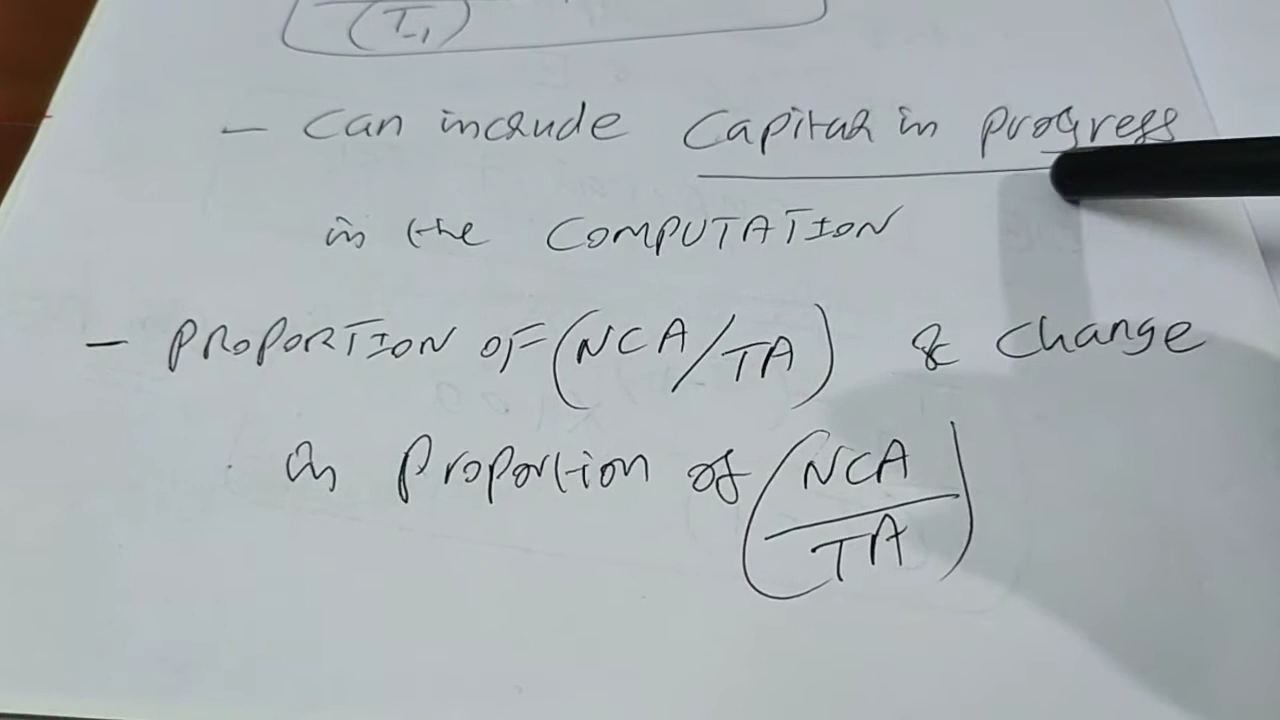 (T-1)
- Can include Capital in progress
in the COMPUTATION
- PROPORTION OF (NCA/TA) & Change
in Proportion of (NCA/TA)